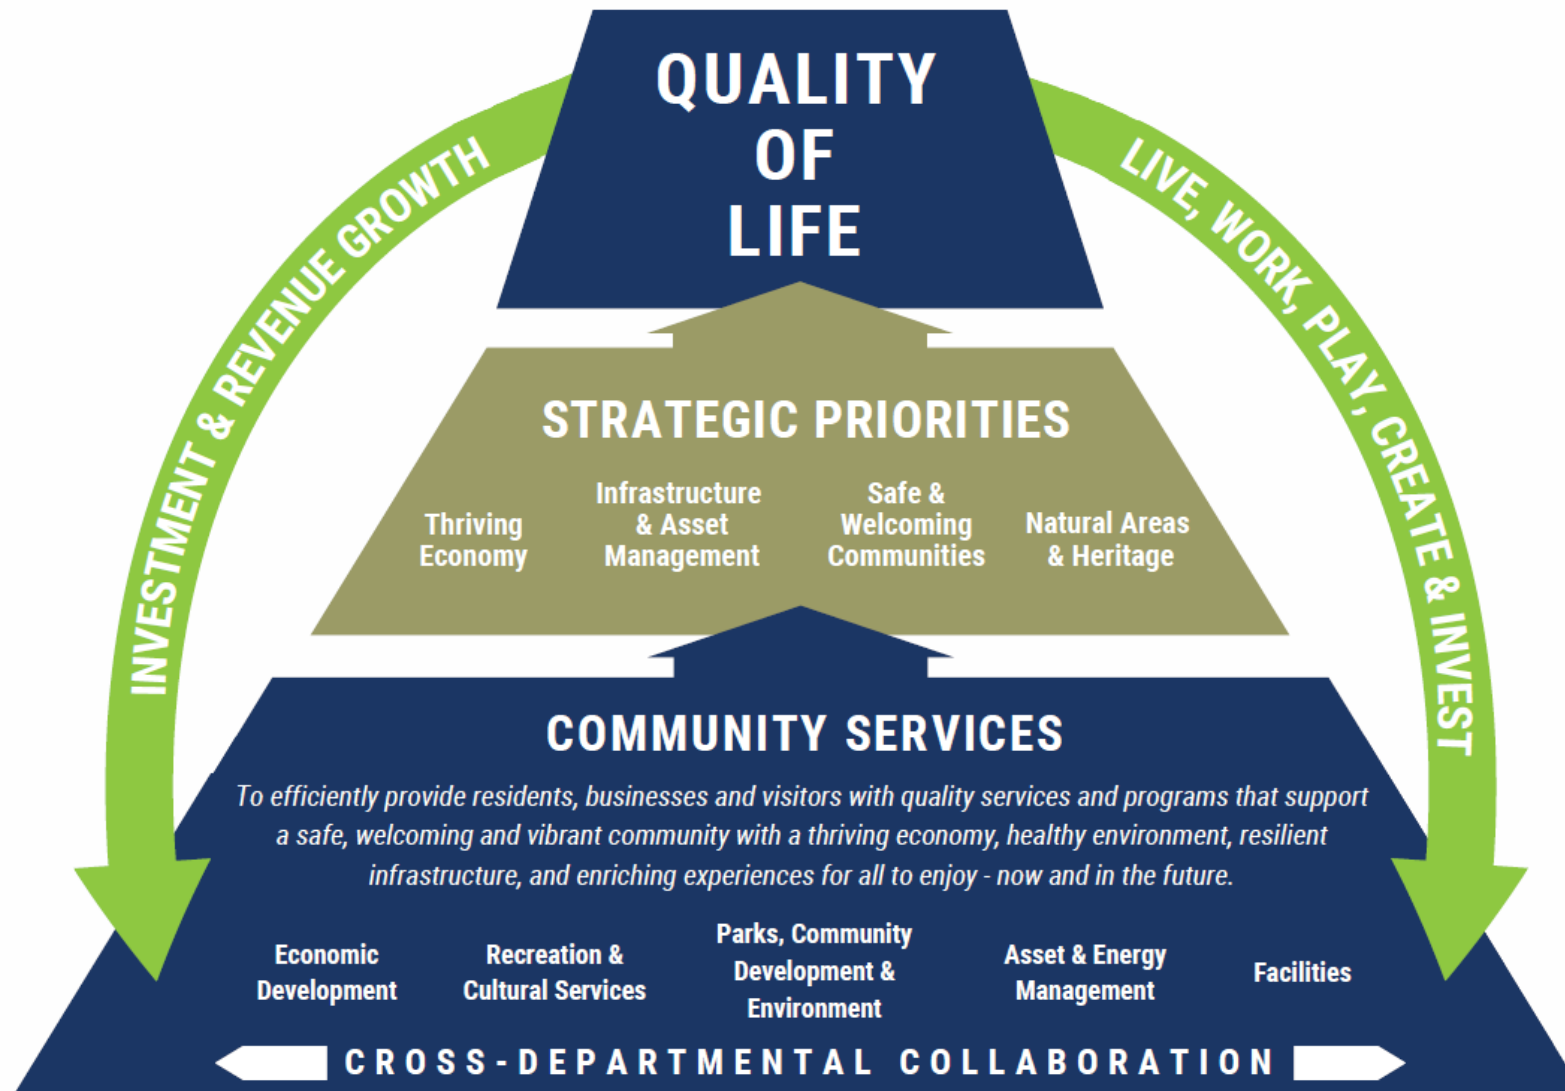 QUALITY
OF
LIFE
INVESTMENT & REVENUE GROWTH
LIVE, WORK, PLAY, CREATE & INVEST
STRATEGIC PRIORITIES
Thriving
Economy
Infrastructure
& Asset
Management
Safe &
Welcoming
Communities
Natural Areas
& Heritage
COMMUNITY SERVICES
To efficiently provide residents, businesses and visitors with quality services and programs that support
a safe, welcoming and vibrant community with a thriving economy, healthy environment, resilient
infrastructure, and enriching experiences for all to enjoy - now and in the future.
Economic
Development
Recreation &
Cultural Services
Parks, Community
Development &
Environment
Asset & Energy
Management
Facilities
CROSS-DEPARTMENTAL COLLABORATION